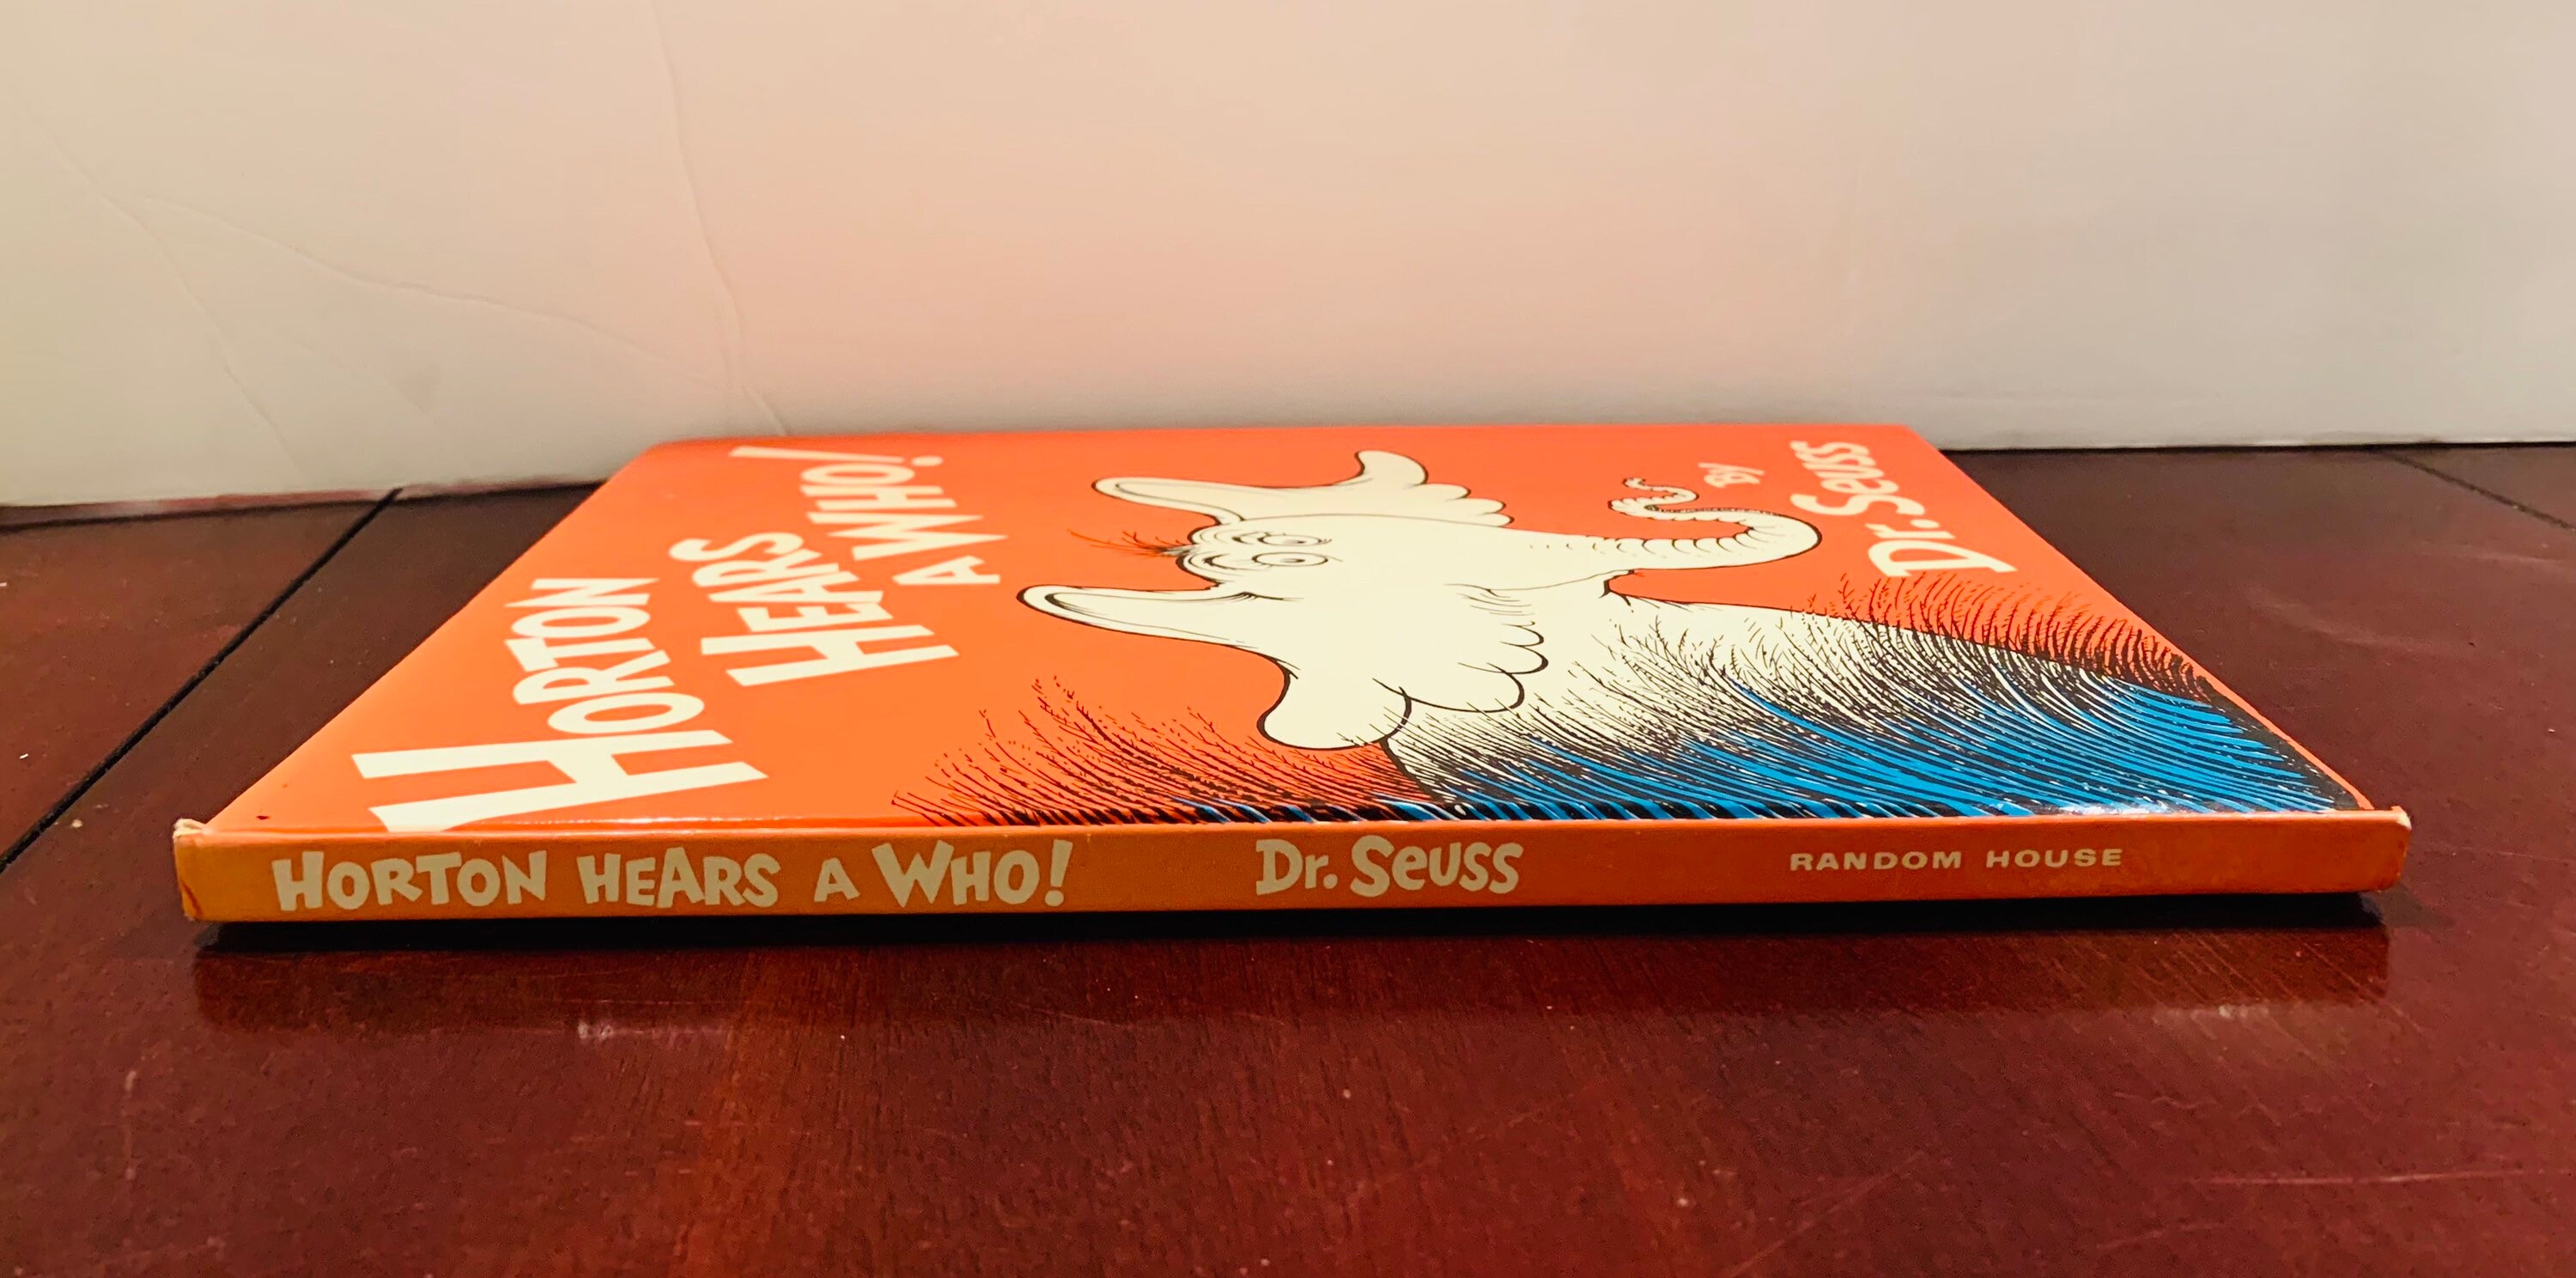 HORTON
HEARS
A WHO!
By
Dr. Seuss
HORTON HEARS A WHO! Dr. Seuss RANDOM HOUSE